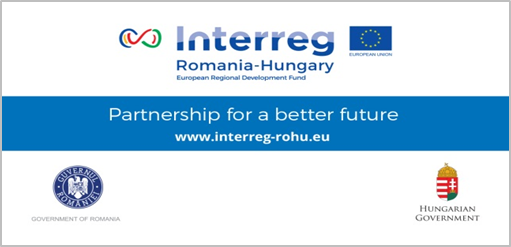 Interreg
EUROPEAN UNION
Romania-Hungary
European Regional Development Fund
Partnership for a better future
www.interreg-rohu.eu
GUVERNUL ROMÂNIEI
GOVERNMENT OF ROMANIA
HUNGARIAN
GOVERNMENT